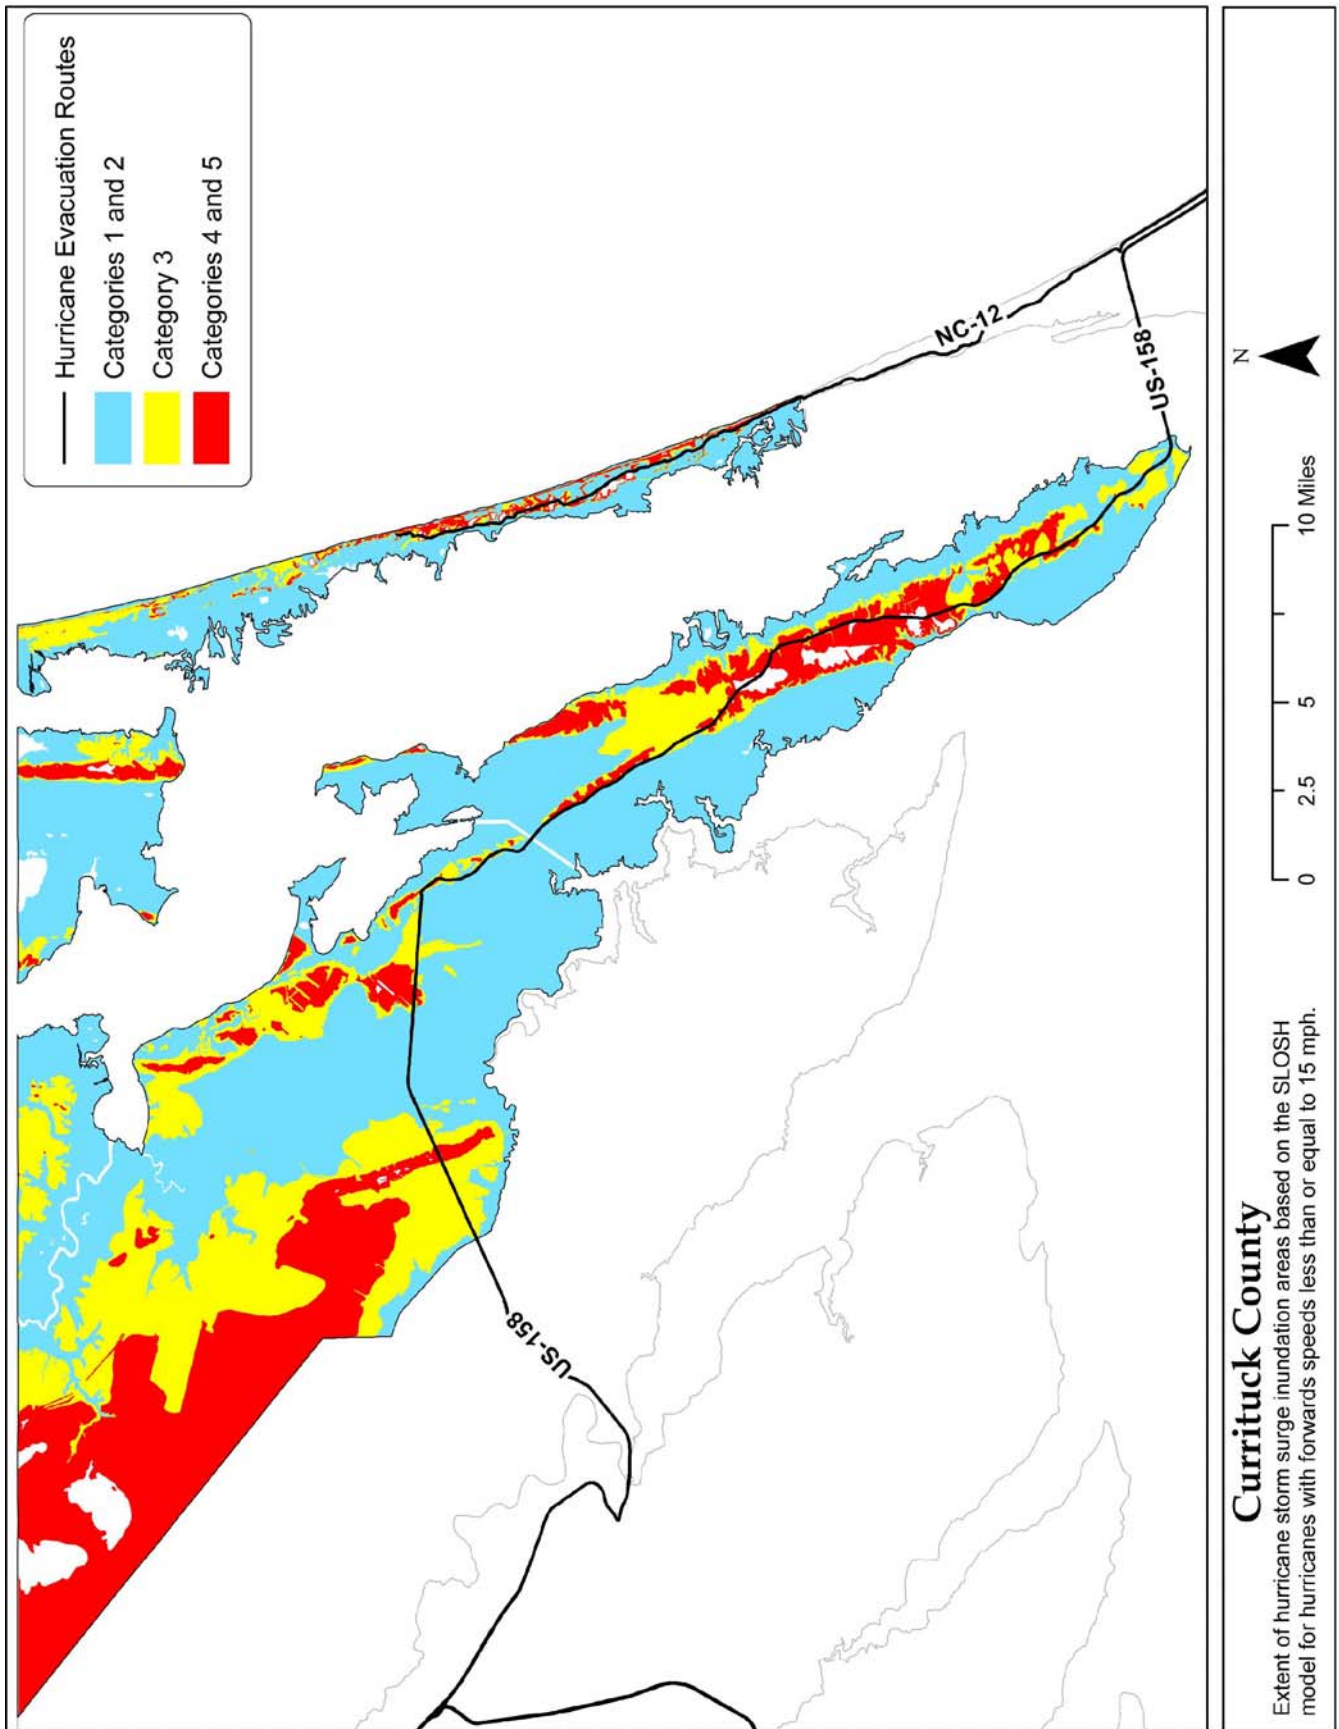 Hurricane Evacuation Routes
Categories 1 and 2
Category 3
Categories 4 and 5
NC-12
US-158
US-158
Currituck County
Extent of hurricane storm surge inundation areas based on the SLOSH
model for hurricanes with forwards speeds less than or equal to 15 mph.
0 2.5 5 10 Miles
N